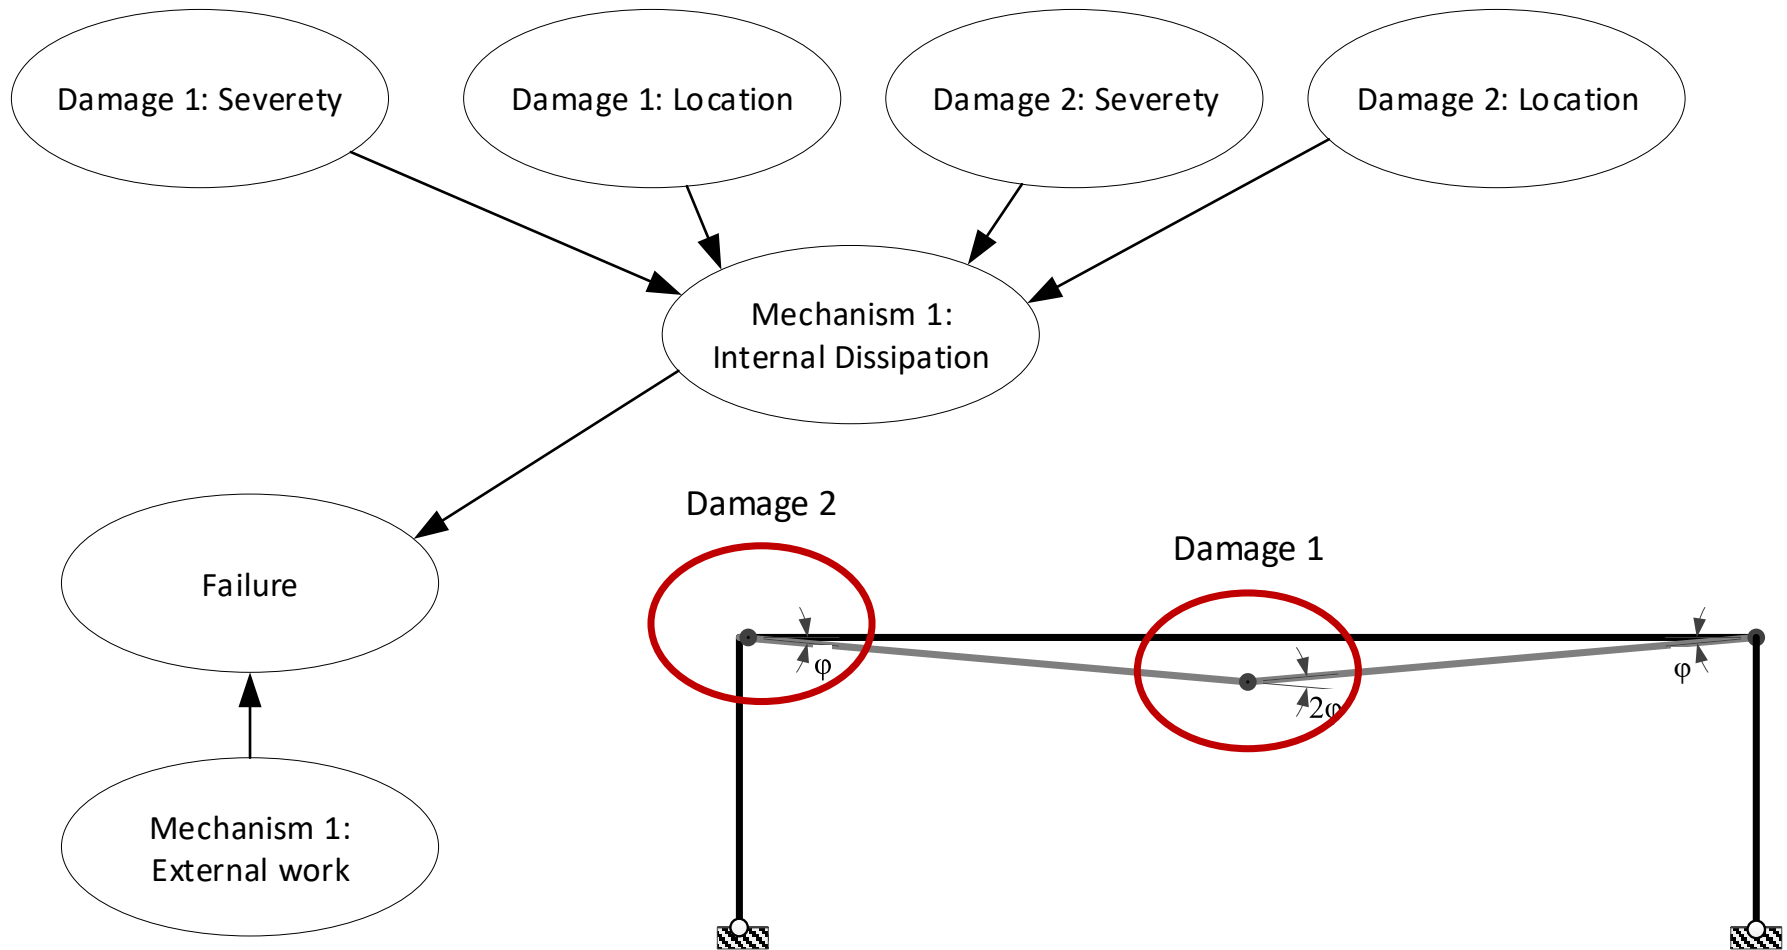 Damage 1: Severety
Damage 1: Location
Damage 2: Severety
Damage 2: Location
Mechanism 1:
Internal Dissipation
Damage 2
Damage 1
Failure
φ
φ
2φ
Mechanism 1:
External work